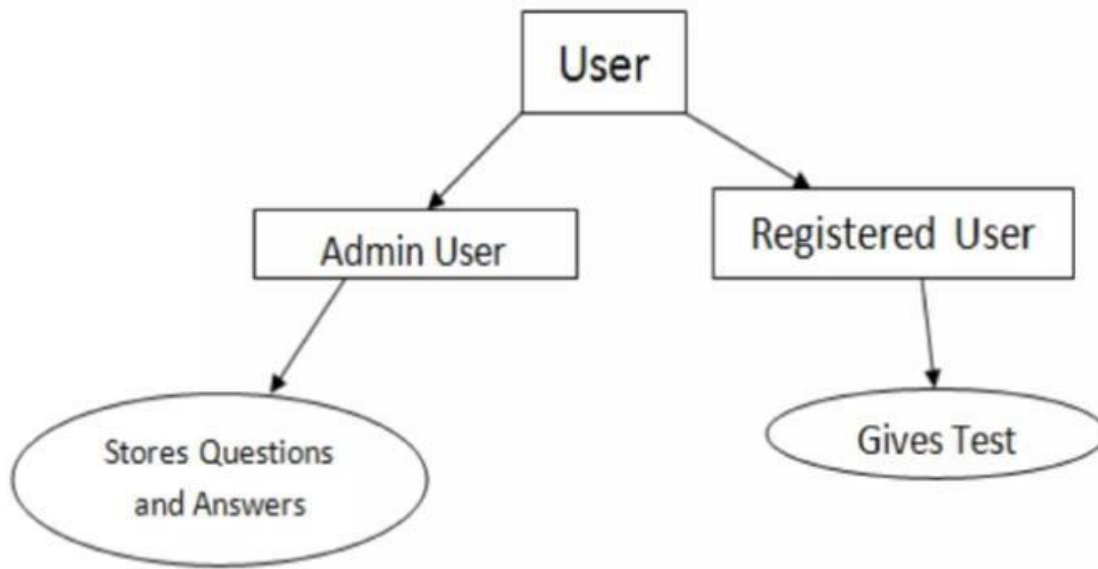 User
Admin User
Registered User
Stores Questions
and Answers
Gives Test